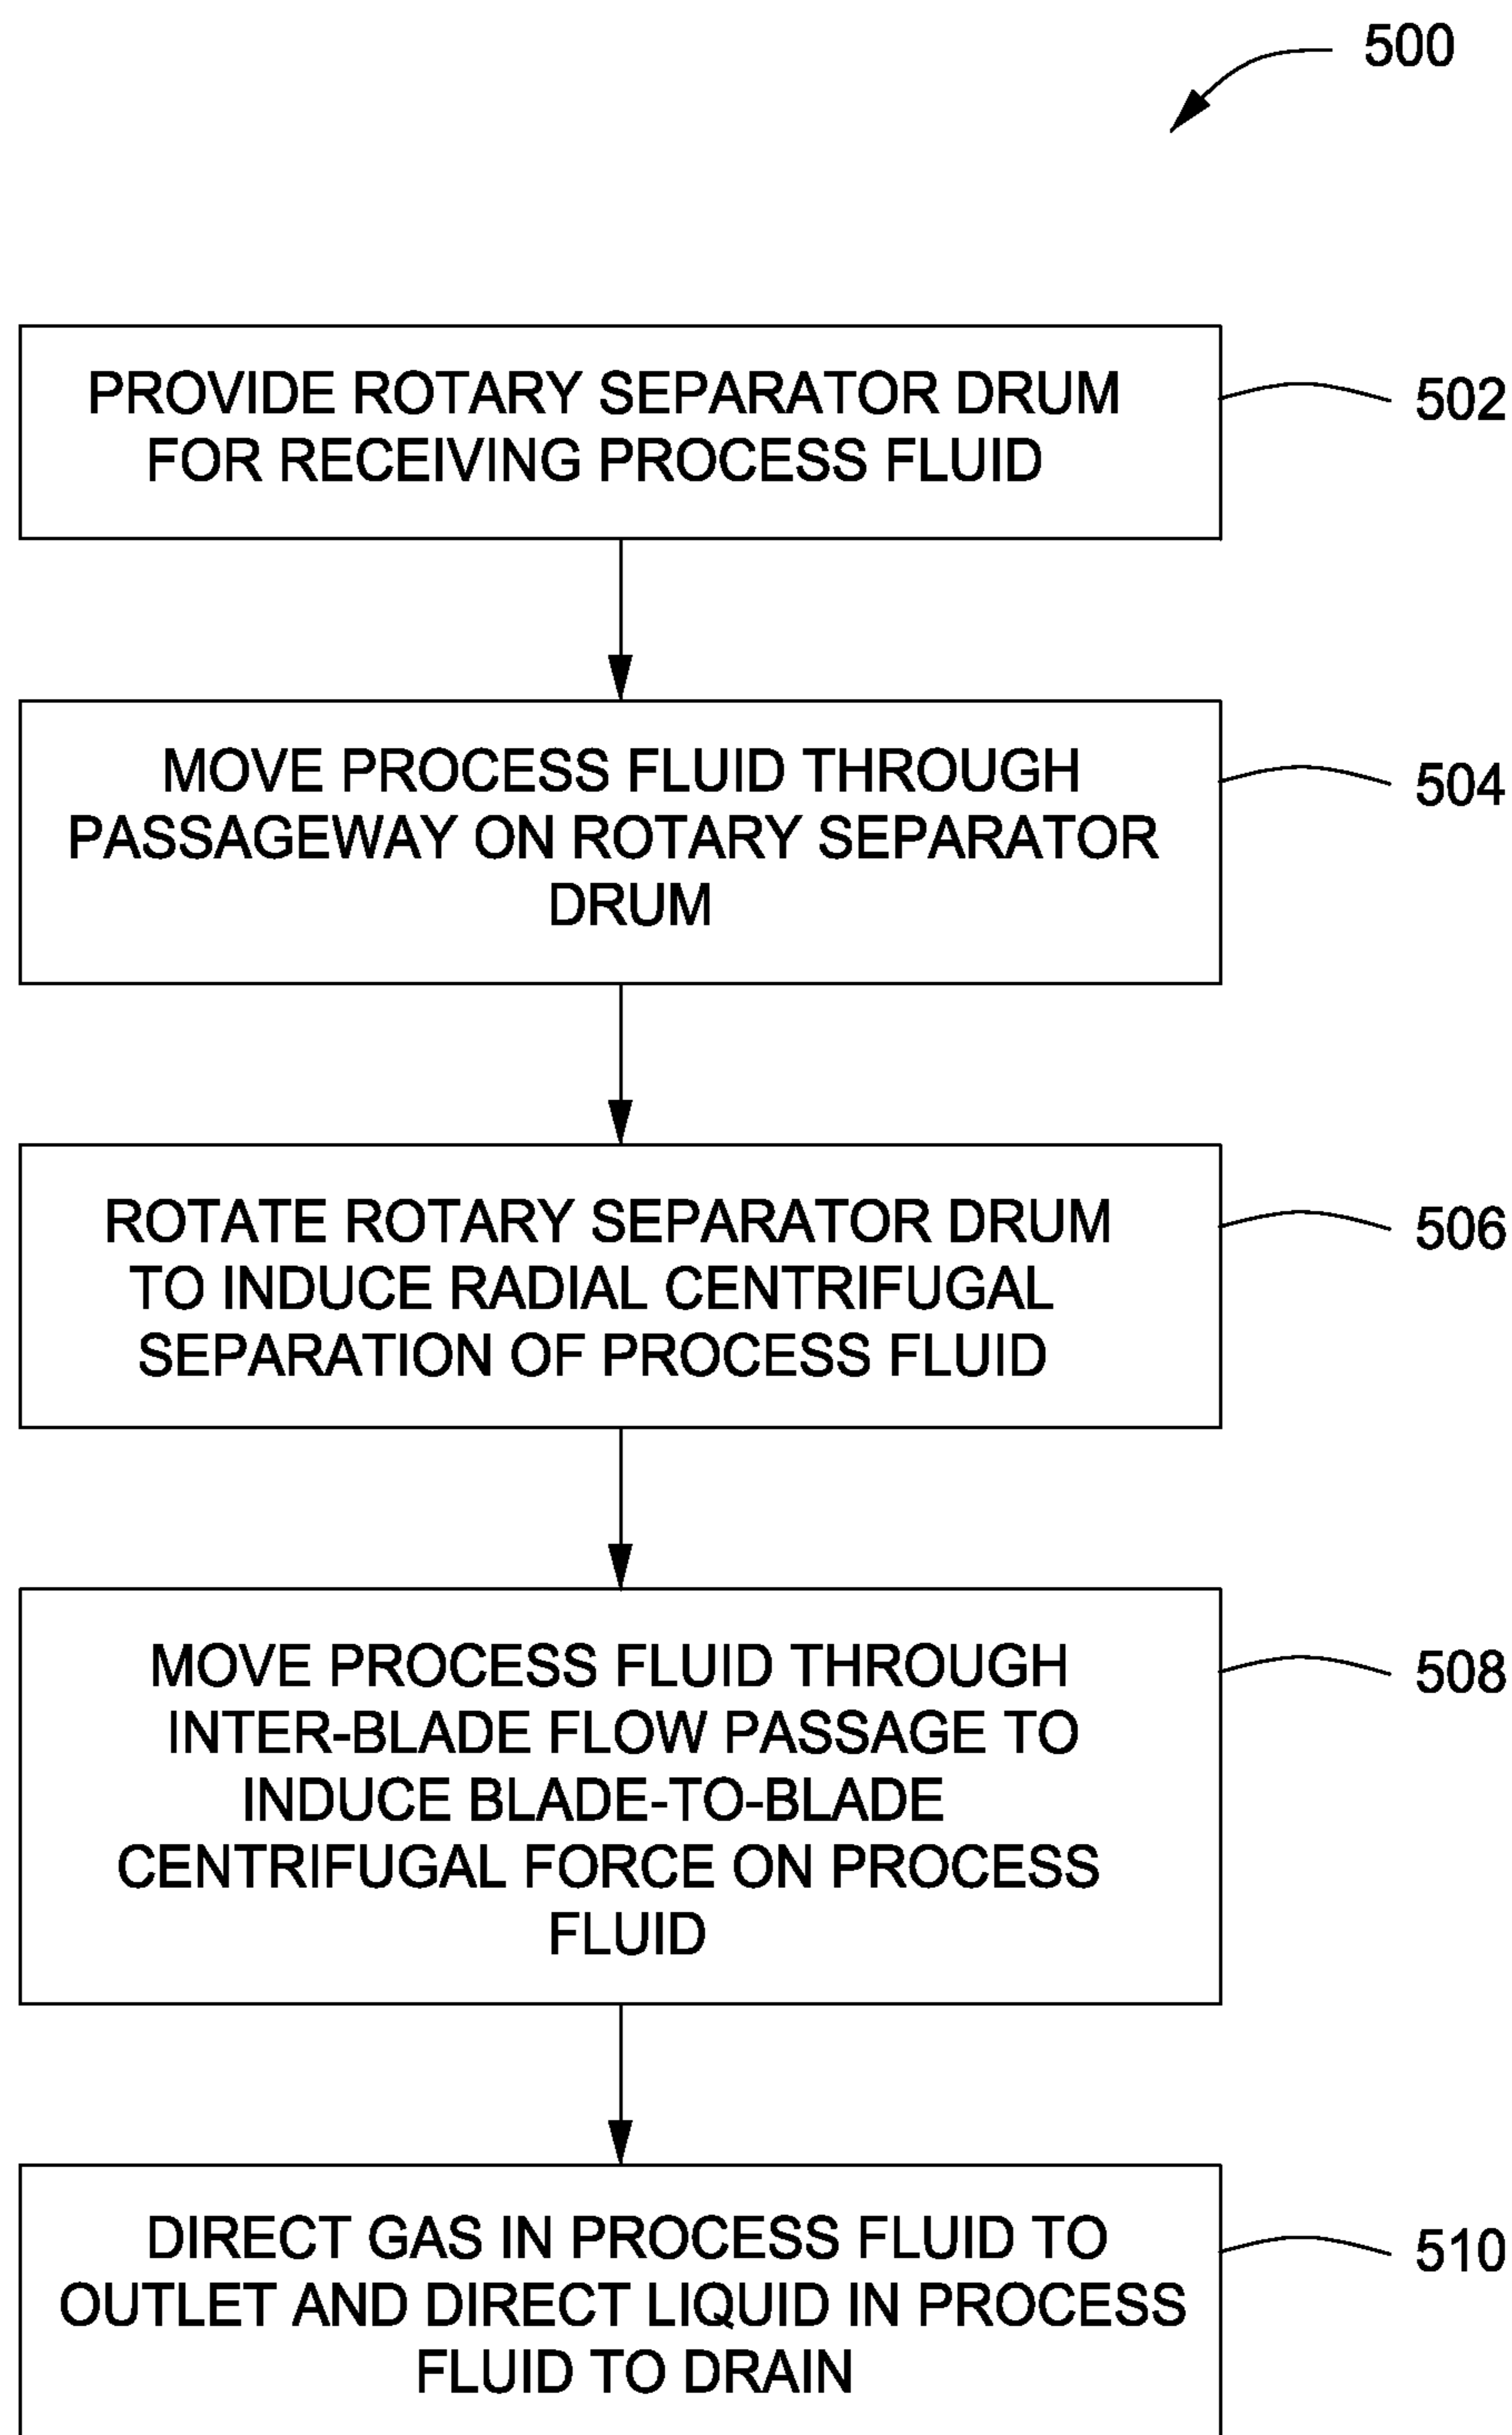 500
PROVIDE ROTARY SEPARATOR DRUM
FOR RECEIVING PROCESS FLUID
502
MOVE PROCESS FLUID THROUGH
PASSAGEWAY ON ROTARY SEPARATOR
DRUM
504
ROTATE ROTARY SEPARATOR DRUM
TO INDUCE RADIAL CENTRIFUGAL
SEPARATION OF PROCESS FLUID
506
MOVE PROCESS FLUID THROUGH
INTER-BLADE FLOW PASSAGE TO
INDUCE BLADE-TO-BLADE
CENTRIFUGAL FORCE ON PROCESS
FLUID
508
DIRECT GAS IN PROCESS FLUID TO
OUTLET AND DIRECT LIQUID IN PROCESS
FLUID TO DRAIN
510